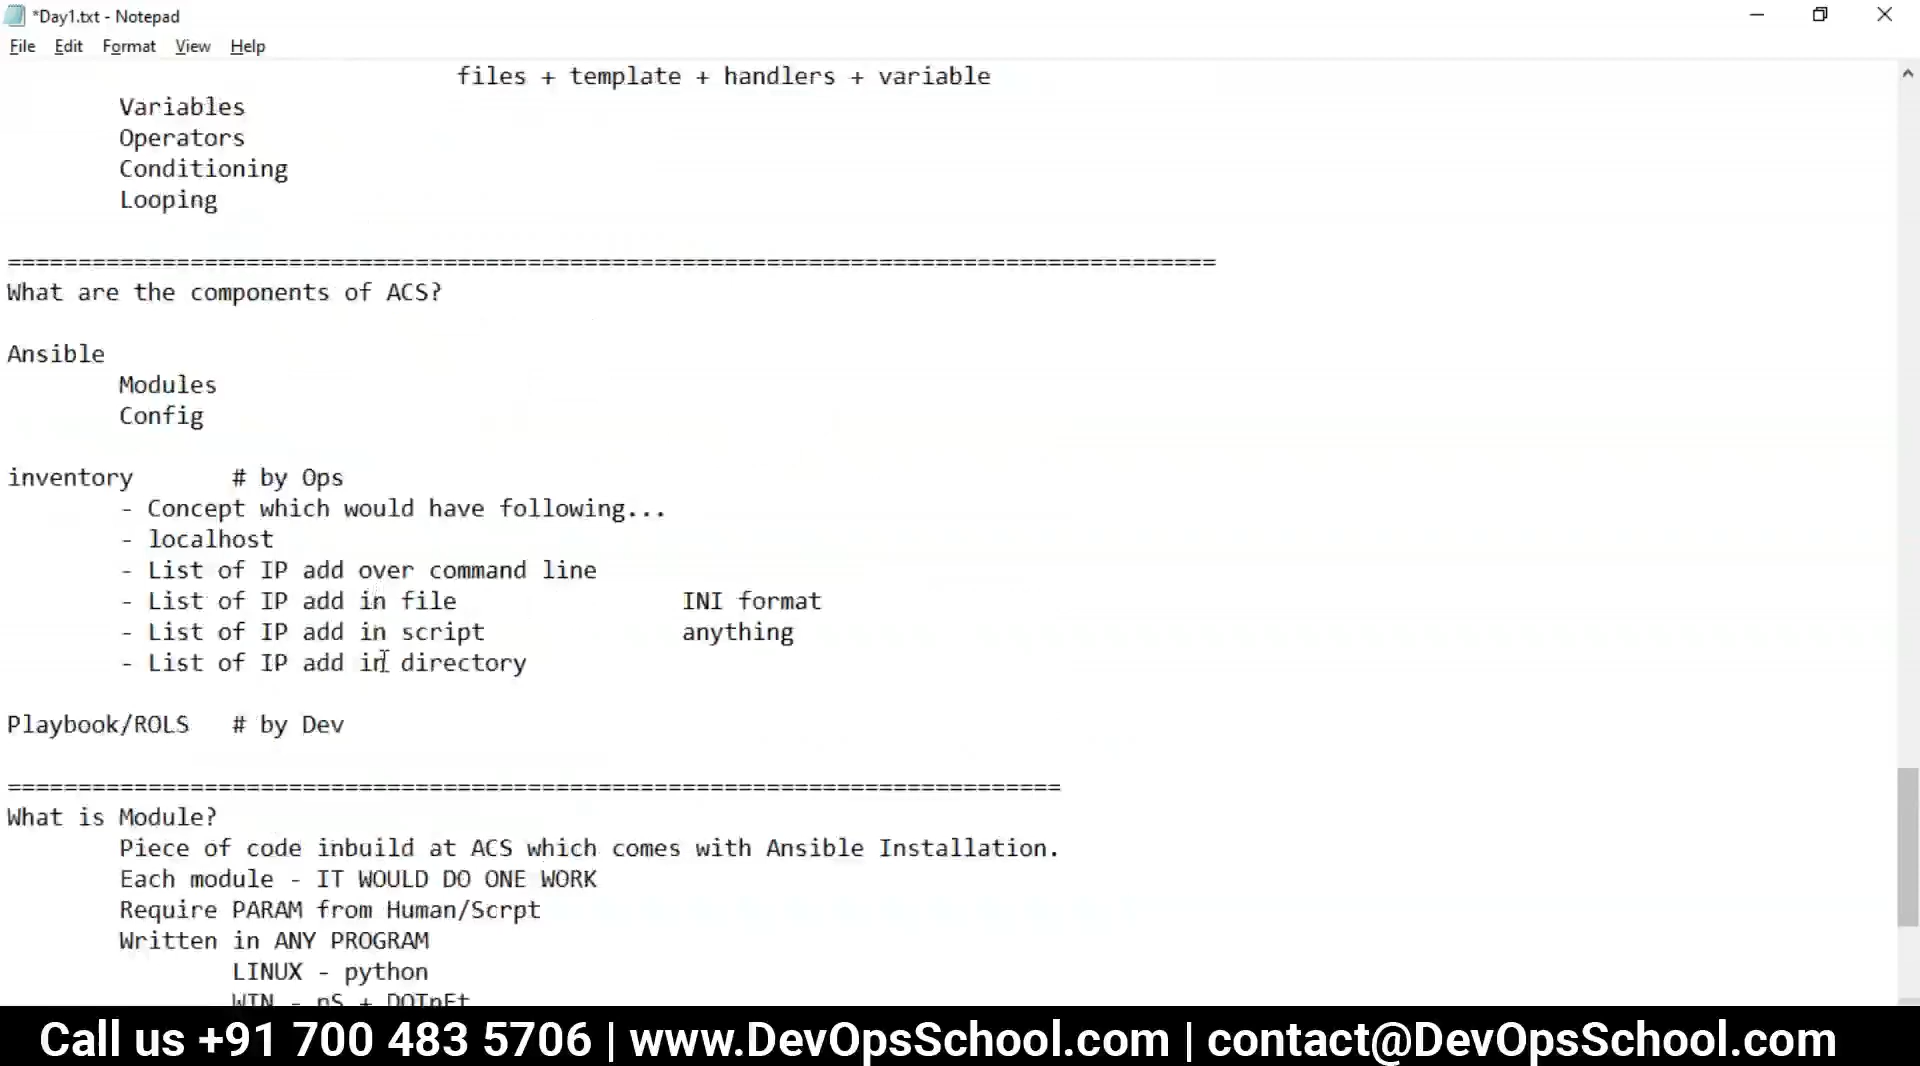 *Day1.txt - Notepad
File Edit Format View Help
files + template + handlers + variable
Variables
Operators
Conditioning
Looping
======================================================================================
What are the components of ACS?
Ansible
Modules
Config
inventory # by Ops
- Concept which would have following...
- localhost
- List of IP add over command line
- List of IP add in file INI format
- List of IP add in script anything
- List of IP add in directory
Playbook/ROLS # by Dev
===========================================================================
What is Module?
Piece of code inbuild at ACS which comes with Ansible Installation.
Each module - IT WOULD DO ONE WORK
Require PARAM from Human/Scrpt
Written in ANY PROGRAM
LINUX - python
WIN - pS + DOTnEt
Call us +91 700 483 5706 | www.DevOpsSchool.com | contact@DevOpsSchool.com